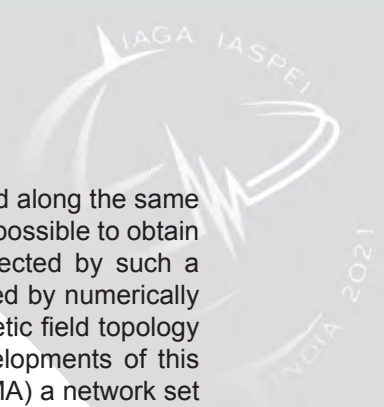 IAGA IASPEI
INDIA 2021
d along the same
possible to obtain
ected by such a
ed by numerically
etic field topology
elopments of this
MA) a network set